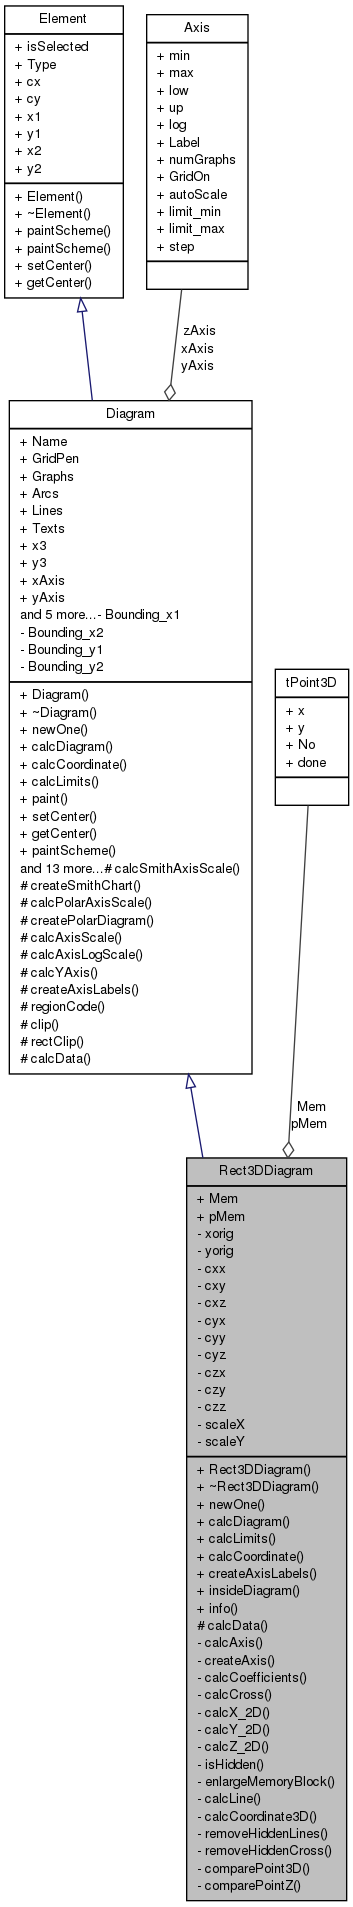 Element
+ isSelected
+ Type
+ cx
+ cy
+ x1
+ y1
+ x2
+ y2
+ Element()
+ ~Element()
+ paintScheme()
+ paintScheme()
+ setCenter()
+ getCenter()
Axis
+ min
+ max
+ low
+ up
+ log
+ Label
+ numGraphs
+ GridOn
+ autoScale
+ limit_min
+ limit_max
+ step
zAxis
xAxis
yAxis
Diagram
+ Name
+ GridPen
+ Graphs
+ Arcs
+ Lines
+ Texts
+ x3
+ y3
+ xAxis
+ yAxis
and 5 more...- Bounding_x1
- Bounding_x2
- Bounding_y1
- Bounding_y2
+ Diagram()
+ ~Diagram()
+ newOne()
+ calcDiagram()
+ calcCoordinate()
+ calcLimits()
+ paint()
+ setCenter()
+ getCenter()
+ paintScheme()
and 13 more...# calcSmithAxisScale()
# createSmithChart()
# calcPolarAxisScale()
# createPolarDiagram()
# calcAxisScale()
# calcAxisLogScale()
# calcYAxis()
# createAxisLabels()
# regionCode()
# clip()
# rectClip()
# calcData()
tPoint3D
+ x
+ y
+ No
+ done
Mem
pMem
Rect3DDiagram
+ Mem
+ pMem
- xorig
- yorig
- cxx
- cxy
- cxz
- cyx
- cyy
- cyz
- czx
- czy
- czz
- scaleX
- scaleY
+ Rect3DDiagram()
+ ~Rect3DDiagram()
+ newOne()
+ calcDiagram()
+ calcLimits()
+ calcCoordinate()
+ createAxisLabels()
+ insideDiagram()
+ info()
# calcData()
- calcAxis()
- createAxis()
- calcCoefficients()
- calcCross()
- calcX_2D()
- calcY_2D()
- calcZ_2D()
- isHidden()
- enlargeMemoryBlock()
- calcLine()
- calcCoordinate3D()
- removeHiddenLines()
- removeHiddenCross()
- comparePoint3D()
- comparePointZ()